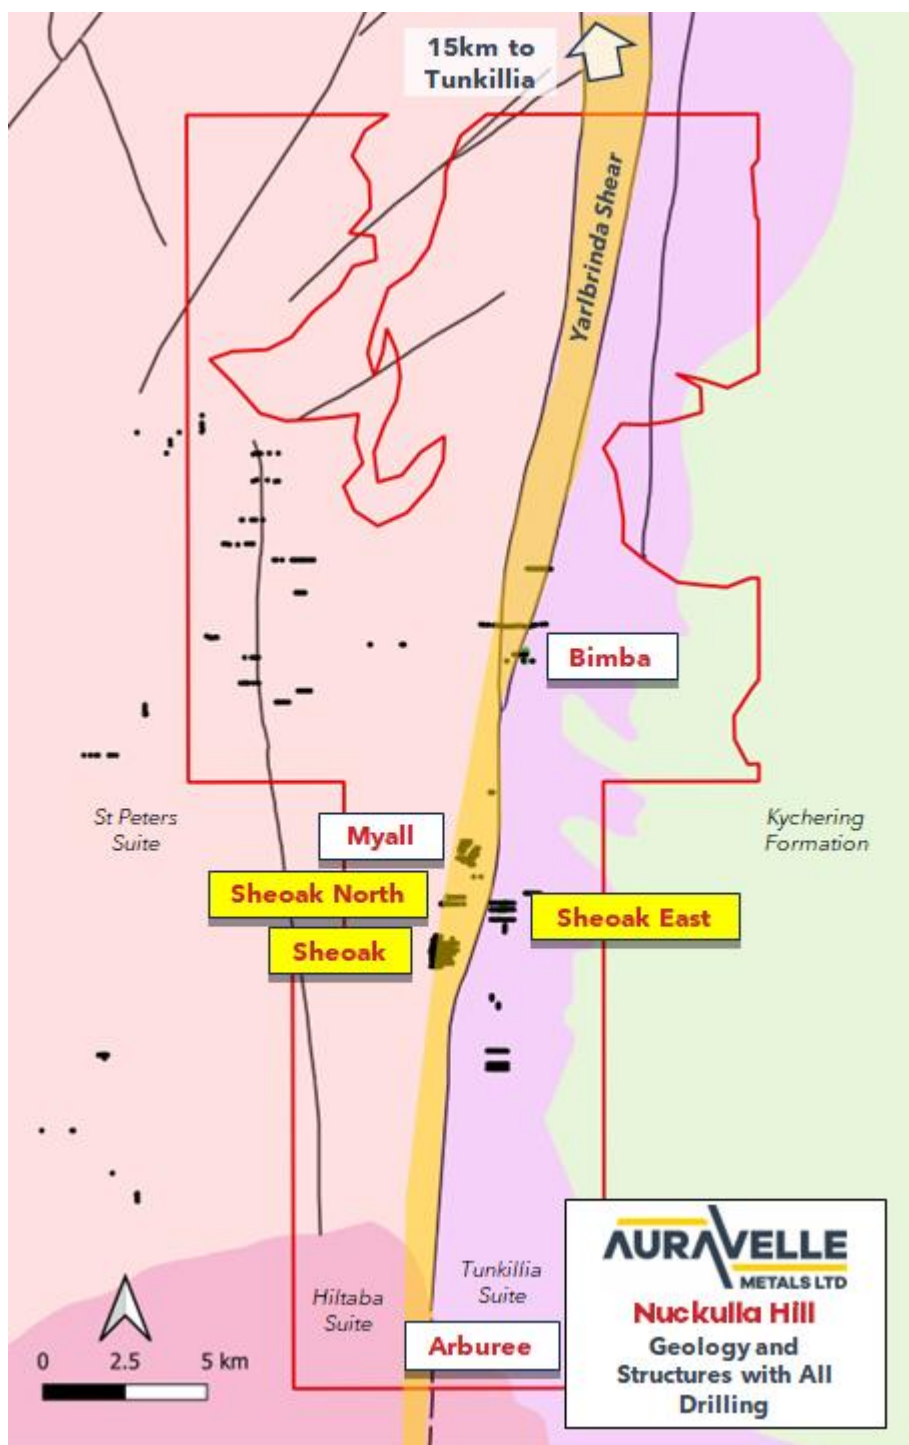 15km to
Tunkillia
Yarlbrinda Shear
Bimba
St Peters
Suite
Kychering
Formation
Myall
Sheoak North
Sheoak East
Sheoak
Hiltaba
Suite
Tunkillia
Suite
Arburee
0 2.5 5 km
AURAVELLE
METALS LTD
Nuckulla Hill
Geology and
Structures with All
Drilling